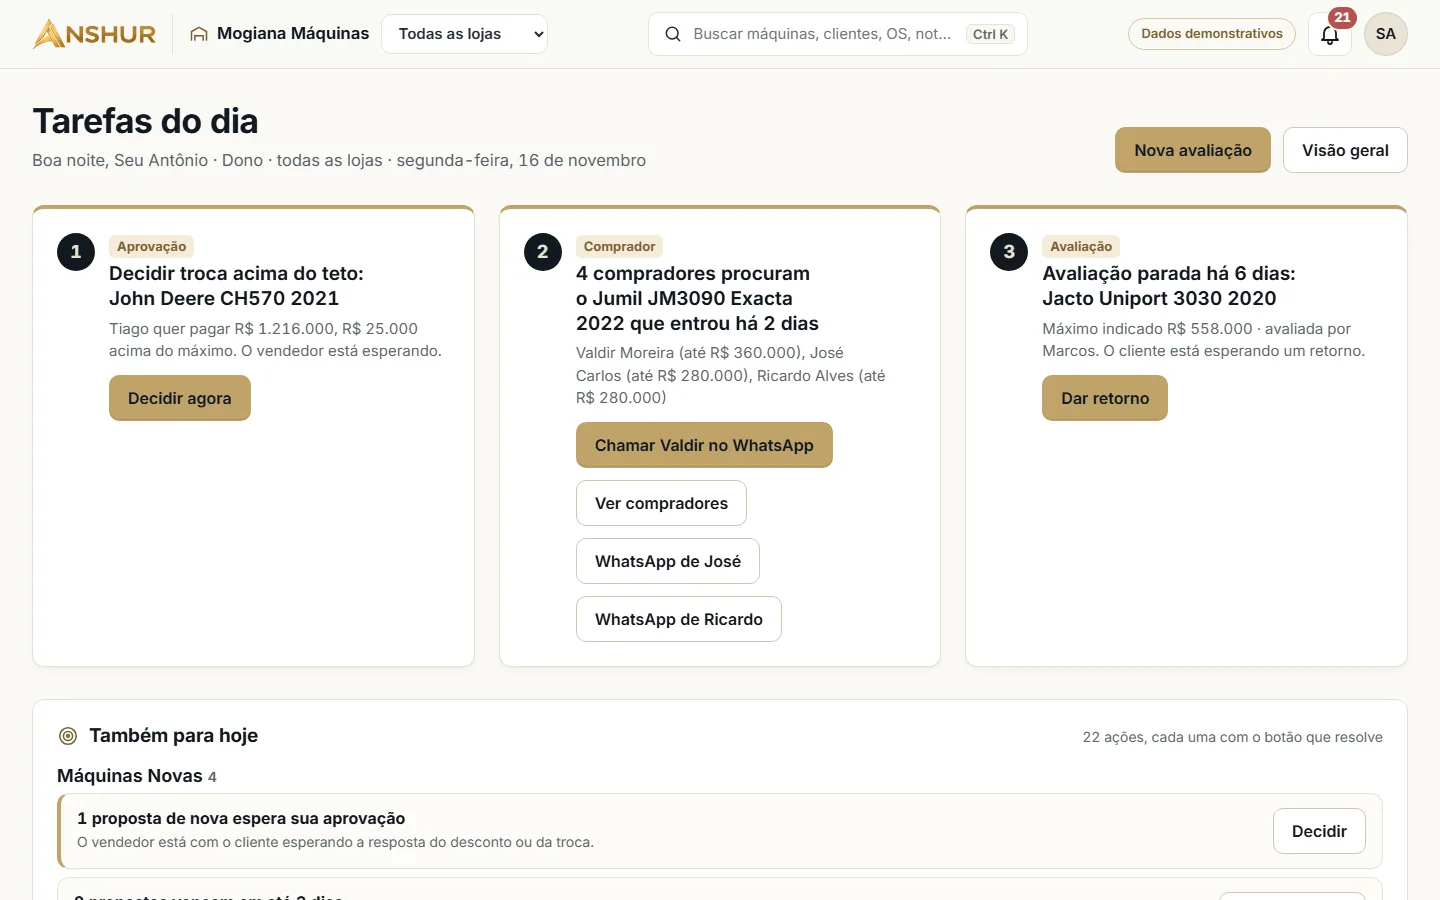 ANSHUR
Mogiana Máquinas
Todas as lojas
Buscar máquinas, clientes, OS, not...
Ctrl K
Dados demonstrativos
21
SA
Tarefas do dia
Boa noite, Seu Antônio · Dono · todas as lojas · segunda-feira, 16 de novembro
Nova avaliação
Visão geral
1
Aprovação
Decidir troca acima do teto:
John Deere CH570 2021
Tiago quer pagar R$ 1.216.000, R$ 25.000
acima do máximo. O vendedor está esperando.
Decidir agora
2
Comprador
4 compradores procuram
o Jumil JM3090 Exacta
2022 que entrou há 2 dias
Valdir Moreira (até R$ 360.000), José
Carlos (até R$ 280.000), Ricardo Alves (até
R$ 280.000)
Chamar Valdir no WhatsApp
Ver compradores
WhatsApp de José
WhatsApp de Ricardo
3
Avaliação
Avaliação parada há 6 dias:
Jacto Uniport 3030 2020
Máximo indicado R$ 558.000 · avaliada por
Marcos. O cliente está esperando um retorno.
Dar retorno
Também para hoje
22 ações, cada uma com o botão que resolve
Máquinas Novas 4
1 proposta de nova espera sua aprovação
O vendedor está com o cliente esperando a resposta do desconto ou da troca.
Decidir